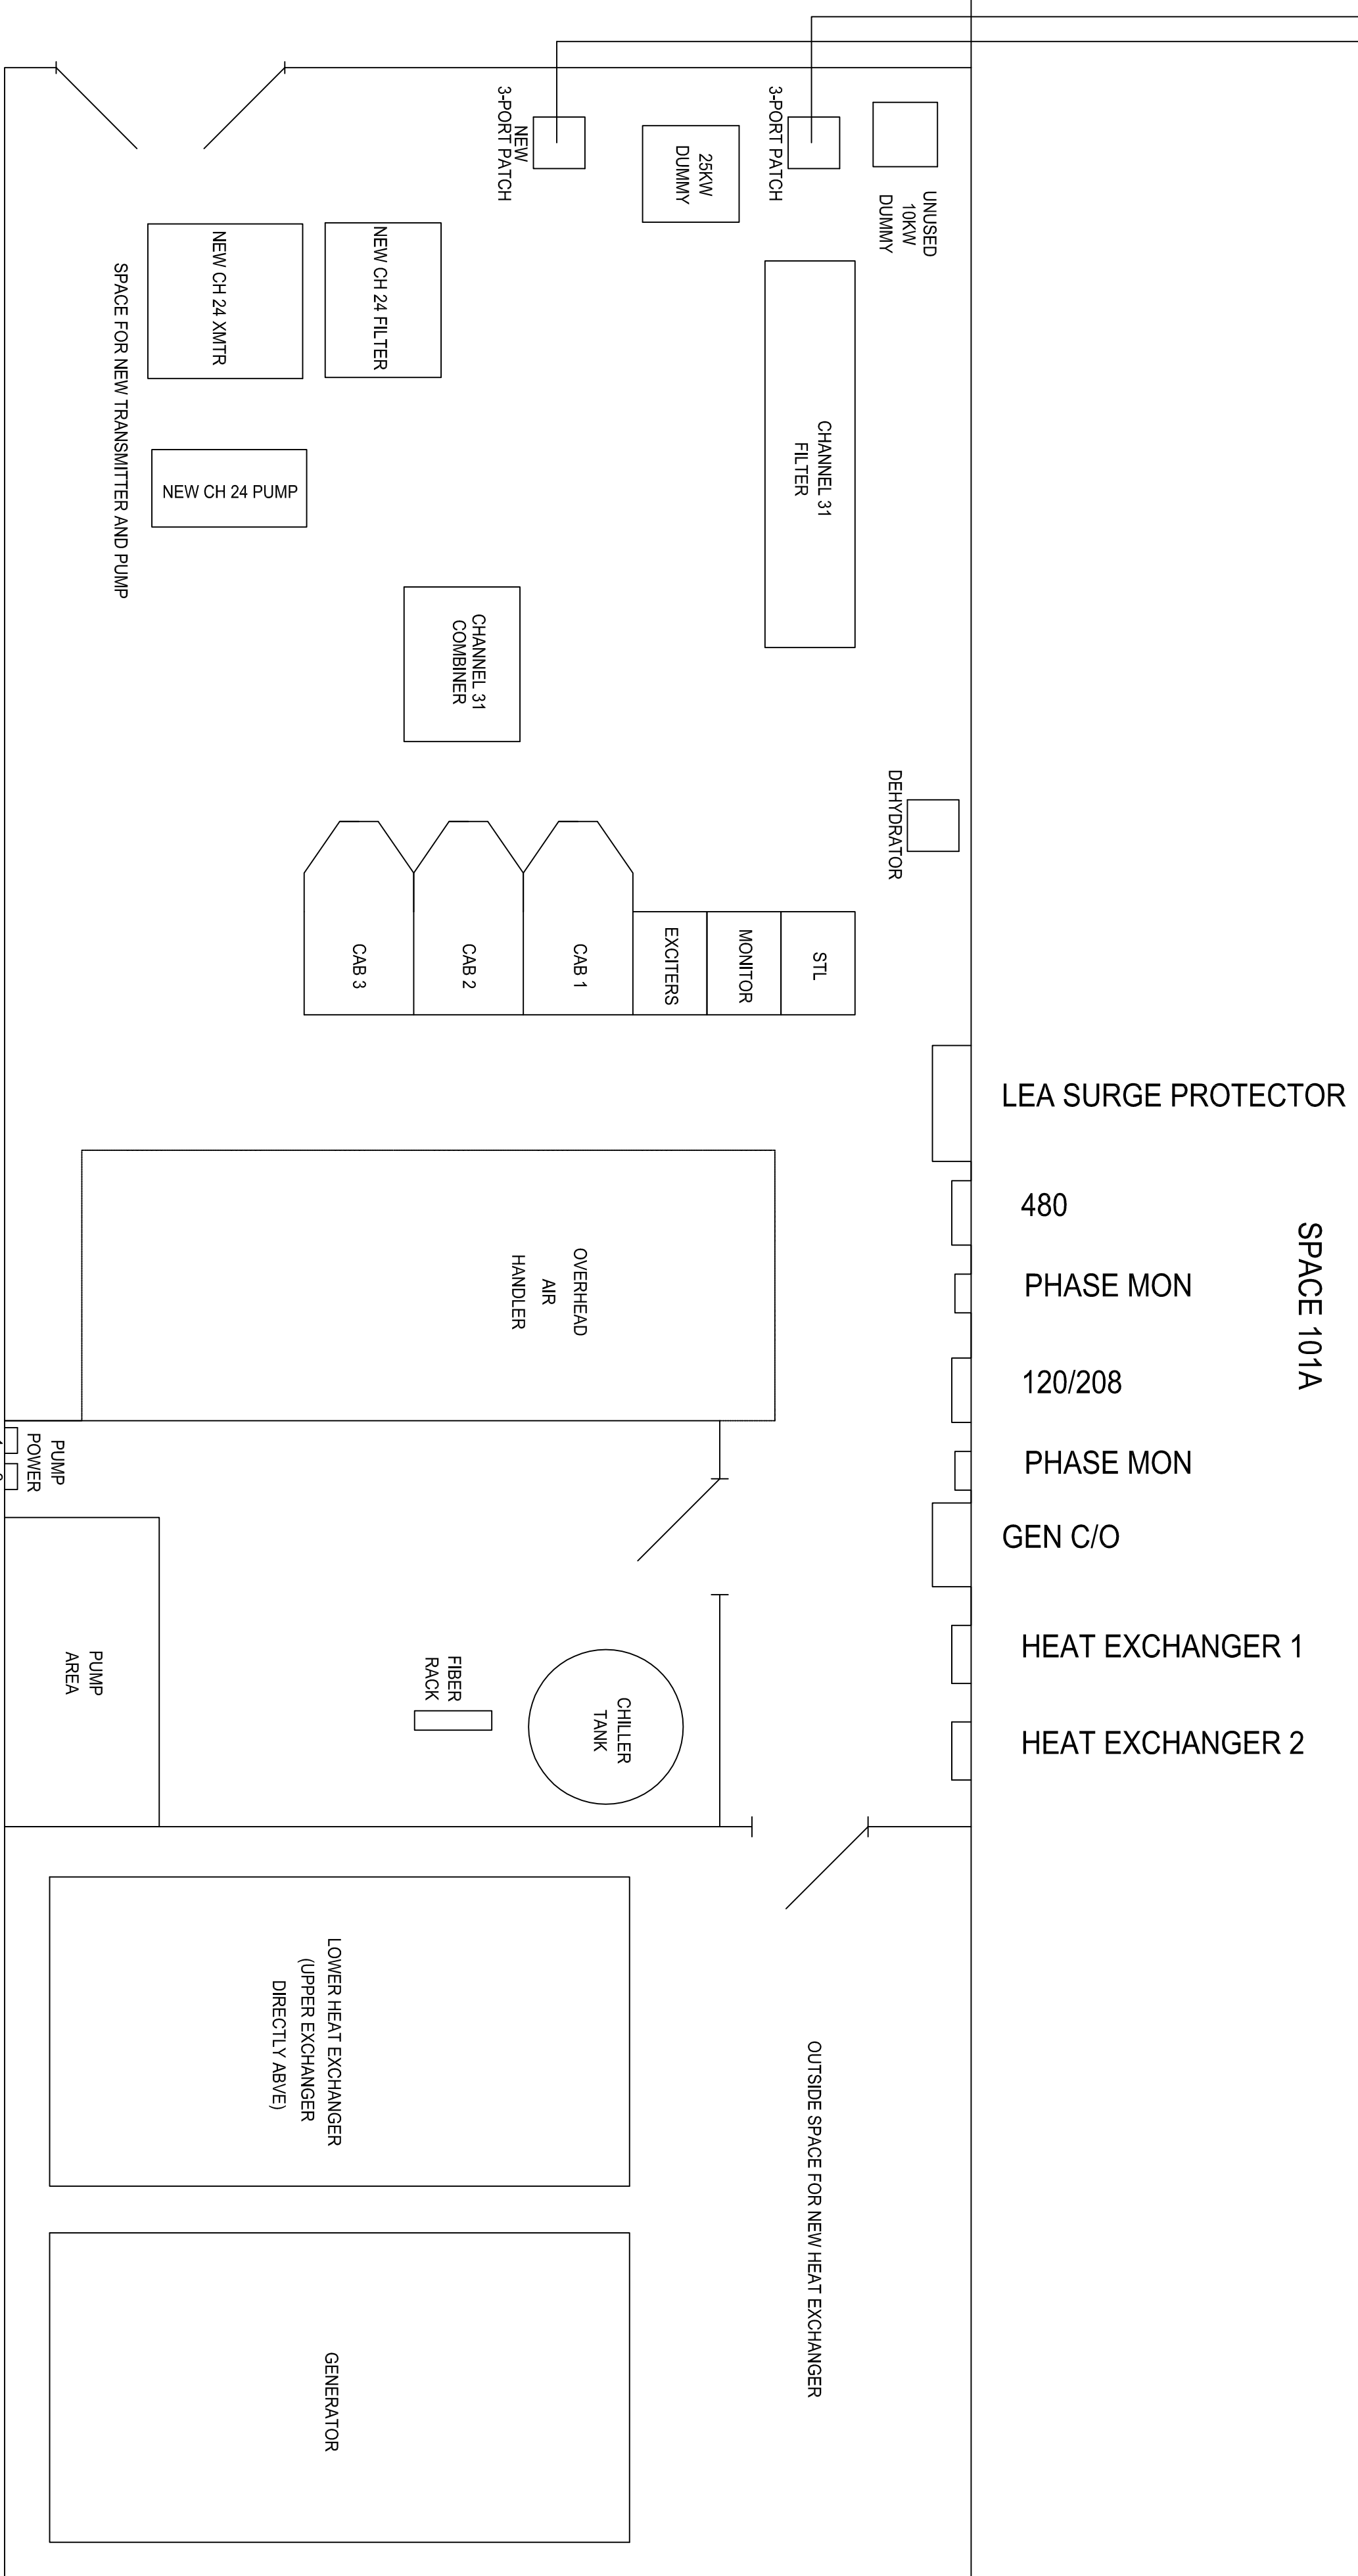 UNUSED
10KW
DUMMY
3-PORT PATCH
25KW
DUMMY
NEW
3-PORT PATCH
NEW CH 24 FILTER
NEW CH 24 XMTR
SPACE FOR NEW TRANSMITTER AND PUMP
NEW CH 24 PUMP
CHANNEL 31
FILTER
CHANNEL 31
COMBINER
DEHYDRATOR
STL
MONITOR
EXCITERS
CAB 1
CAB 2
CAB 3
LEA SURGE PROTECTOR
480
PHASE MON
120/208
PHASE MON
GEN C/O
HEAT EXCHANGER 1
HEAT EXCHANGER 2
SPACE 101A
OVERHEAD
AIR
HANDLER
PUMP
POWER
PUMP
AREA
FIBER
RACK
CHILLER
TANK
LOWER HEAT EXCHANGER
(UPPER EXCHANGER
DIRECTLY ABVE)
OUTSIDE SPACE FOR NEW HEAT EXCHANGER
GENERATOR